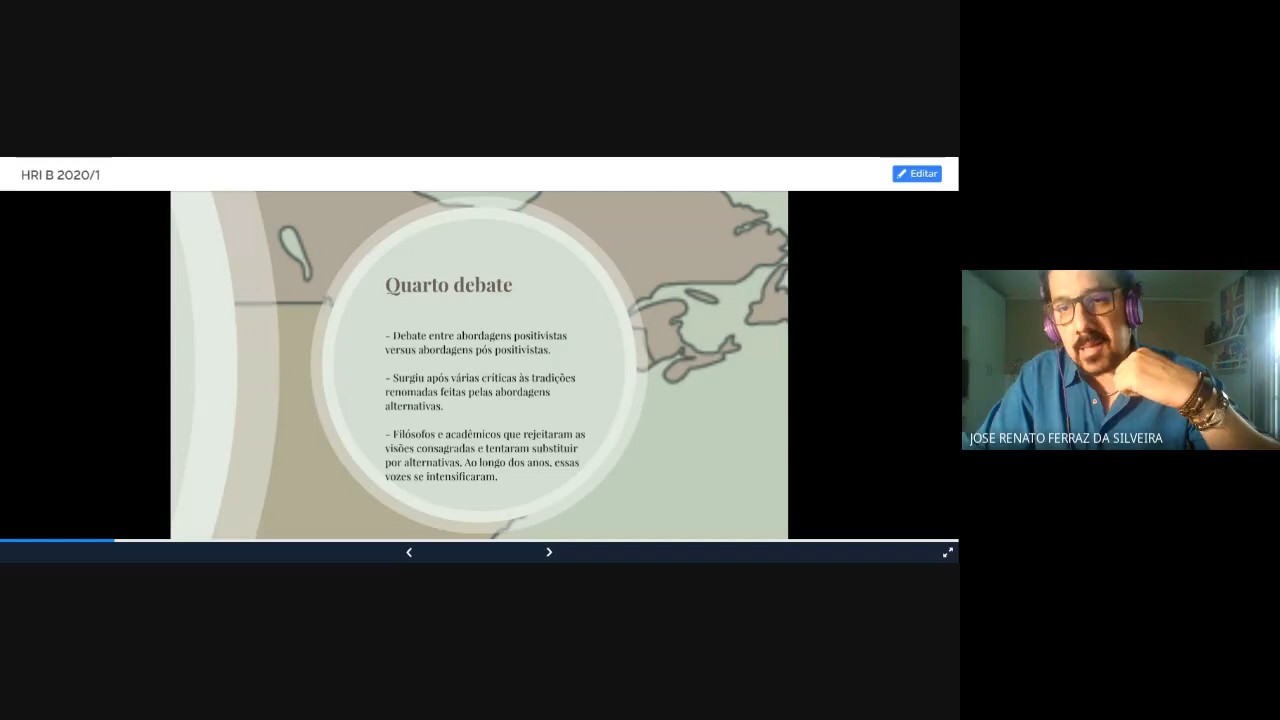 HRI B 2020/1
Editar
Quarto debate
- Debate entre abordagens positivistas
versus abordagens pós positivistas.
- Surgiu após várias críticas às tradições
renomadas feitas pelas abordagens
alternativas.
- Filósofos e acadêmicos que rejeitaram as
visões consagradas e tentaram substituir
por alternativas. Ao longo dos anos, essas
vozes se intensificaram.
JOSE RENATO FERRAZ DA SILVEIRA